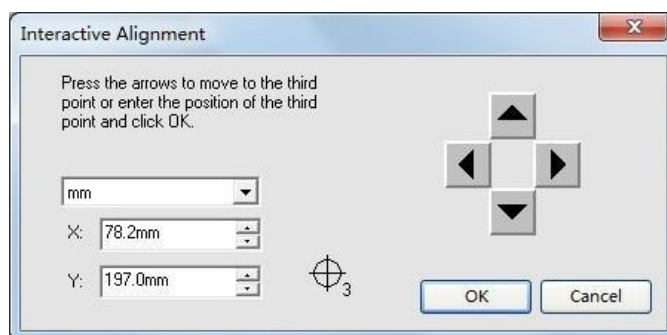 Interactive Alignment
Press the arrows to move to the third
point or enter the position of the third
point and click OK.
mm
X: 78.2mm
Y: 197.0mm
3
OK Cancel